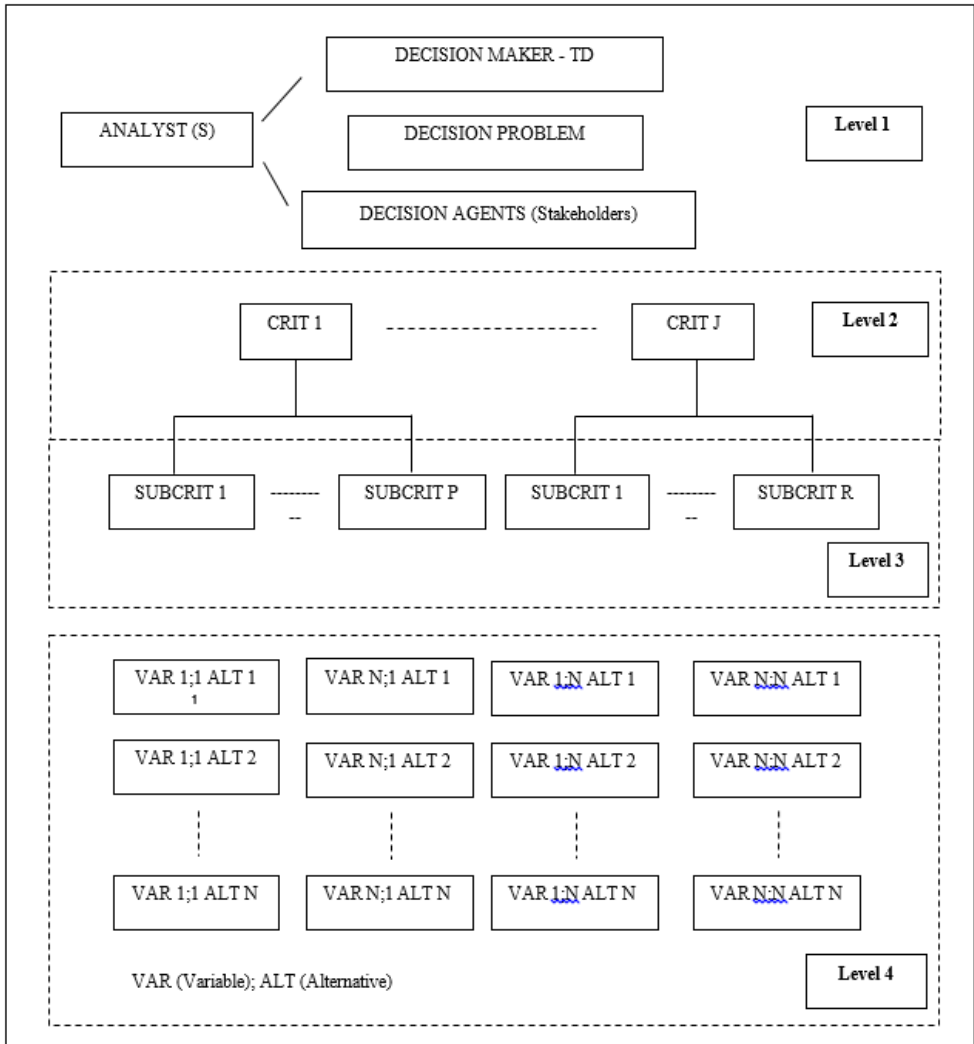 DECISION MAKER - TD
ANALYST (S)
DECISION PROBLEM
Level 1
DECISION AGENTS (Stakeholders)
CRIT 1
CRIT J
Level 2
SUBCRIT 1
SUBCRIT P
SUBCRIT 1
SUBCRIT R
Level 3
VAR 1;1 ALT 1
1
VAR N;1 ALT 1
VAR 1;N ALT 1
VAR N;N ALT 1
VAR 1;1 ALT 2
VAR N;1 ALT 2
VAR 1;N ALT 2
VAR N;N ALT 2
VAR 1;1 ALT N
VAR N;1 ALT N
VAR 1;N ALT N
VAR N;N ALT N
VAR (Variable); ALT (Alternative)
Level 4